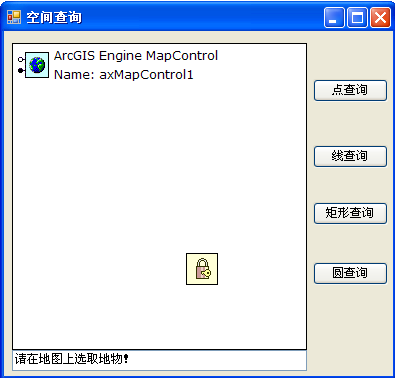 空间查询
ArcGIS Engine MapControl
Name: axMapControl1
点查询
线查询
矩形查询
圆查询
请在地图上选取地物!